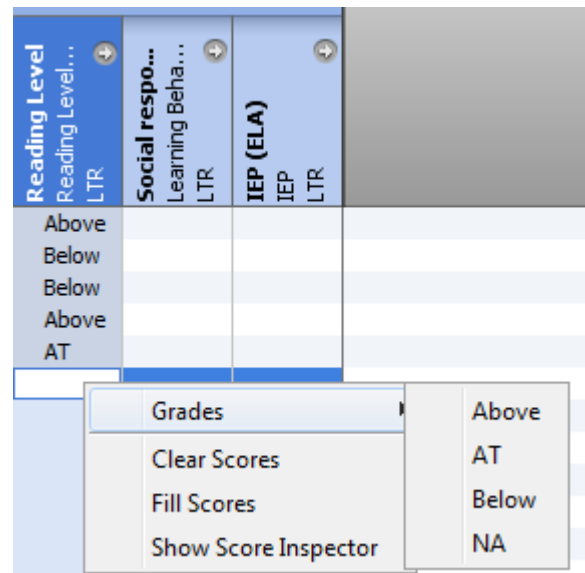 Reading Level
Reading Level...
LTR
Social respo...
Learning Beha...
LTR
IEP (ELA)
IEP
LTR
Above
Below
Below
Above
AT
Grades
Clear Scores
Fill Scores
Show Score Inspector
Above
AT
Below
NA